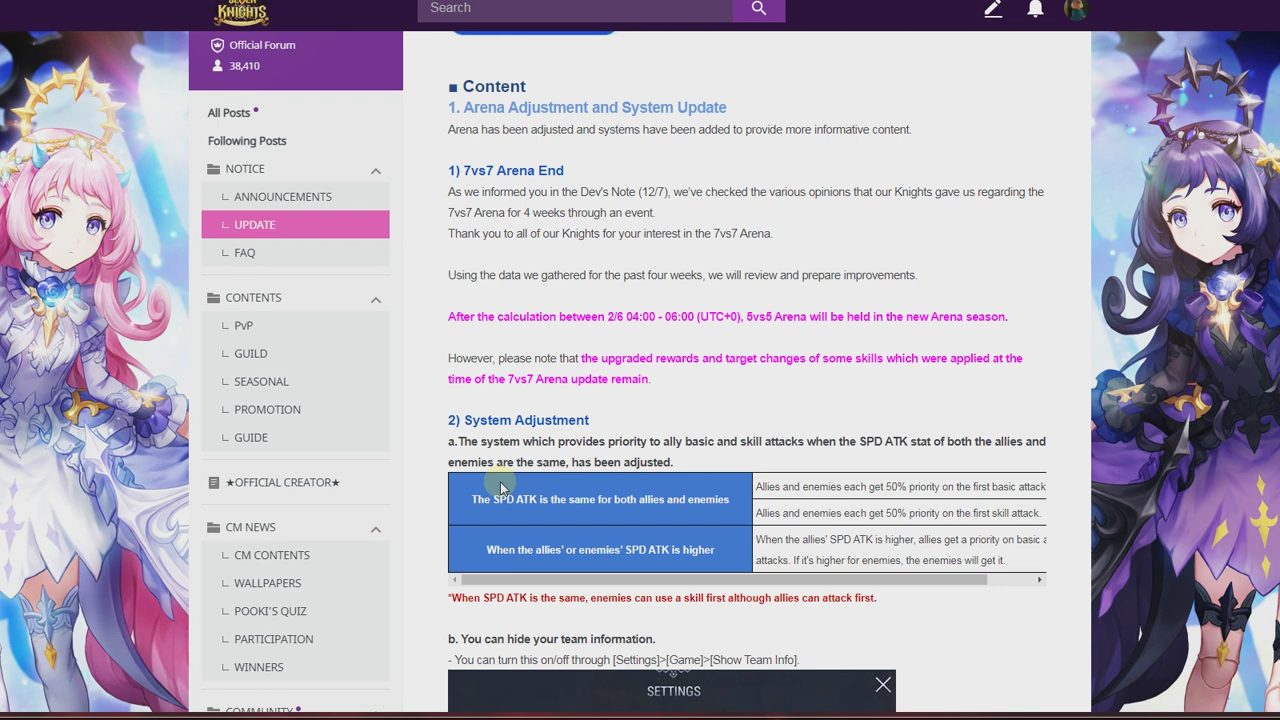 KNIGHTS
Search
Official Forum
38,410
All Posts
Following Posts
NOTICE
ANNOUNCEMENTS
UPDATE
FAQ
CONTENTS
PvP
GUILD
SEASONAL
PROMOTION
GUIDE
★OFFICIAL CREATOR★
CM NEWS
CM CONTENTS
WALLPAPERS
POOKI'S QUIZ
PARTICIPATION
WINNERS
COMMUNITY
■ Content
1. Arena Adjustment and System Update
Arena has been adjusted and systems have been added to provide more informative content.
1) 7vs7 Arena End
As we informed you in the Dev's Note (12/7), we've checked the various opinions that our Knights gave us regarding the
7vs7 Arena for 4 weeks through an event.
Thank you to all of our Knights for your interest in the 7vs7 Arena.
Using the data we gathered for the past four weeks, we will review and prepare improvements.
After the calculation between 2/6 04:00 - 06:00 (UTC+0), 5vs5 Arena will be held in the new Arena season.
However, please note that the upgraded rewards and target changes of some skills which were applied at the
time of the 7vs7 Arena update remain.
2) System Adjustment
a.The system which provides priority to ally basic and skill attacks when the SPD ATK stat of both the allies and
enemies are the same, has been adjusted.
The SPD ATK is the same for both allies and enemies
Allies and enemies each get 50% priority on the first basic attack
Allies and enemies each get 50% priority on the first skill attack.
When the allies' or enemies' SPD ATK is higher
When the allies' SPD ATK is higher, allies get a priority on basic
attacks. If it's higher for enemies, the enemies will get it.
*When SPD ATK is the same, enemies can use a skill first although allies can attack first.
b. You can hide your team information.
- You can turn this on/off through [Settings]>[Game]>[Show Team Info].
SETTINGS